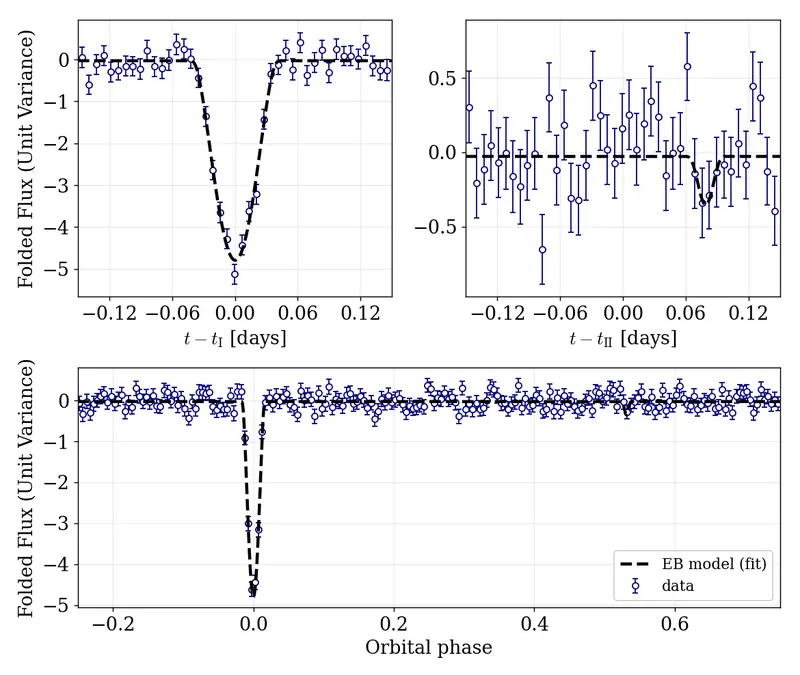 Folded Flux (Unit Variance)
0
−1
−2
−3
−4
−5
−0.12 −0.06 0.00 0.06 0.12
t − t_I [days]
0.5
0.0
−0.5
−0.12 −0.06 0.00 0.06 0.12
t − t_II [days]
Folded Flux (Unit Variance)
0
−1
−2
−3
−4
−5
−0.2 0.0 0.2 0.4 0.6
Orbital phase
EB model (fit)
data